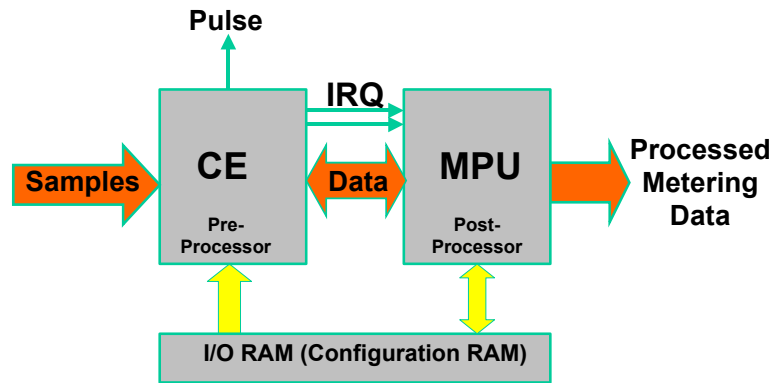 Pulse
IRQ
Samples
CE
Data
MPU
Processed
Metering
Data
Pre-
Processor
Post-
Processor
I/O RAM (Configuration RAM)